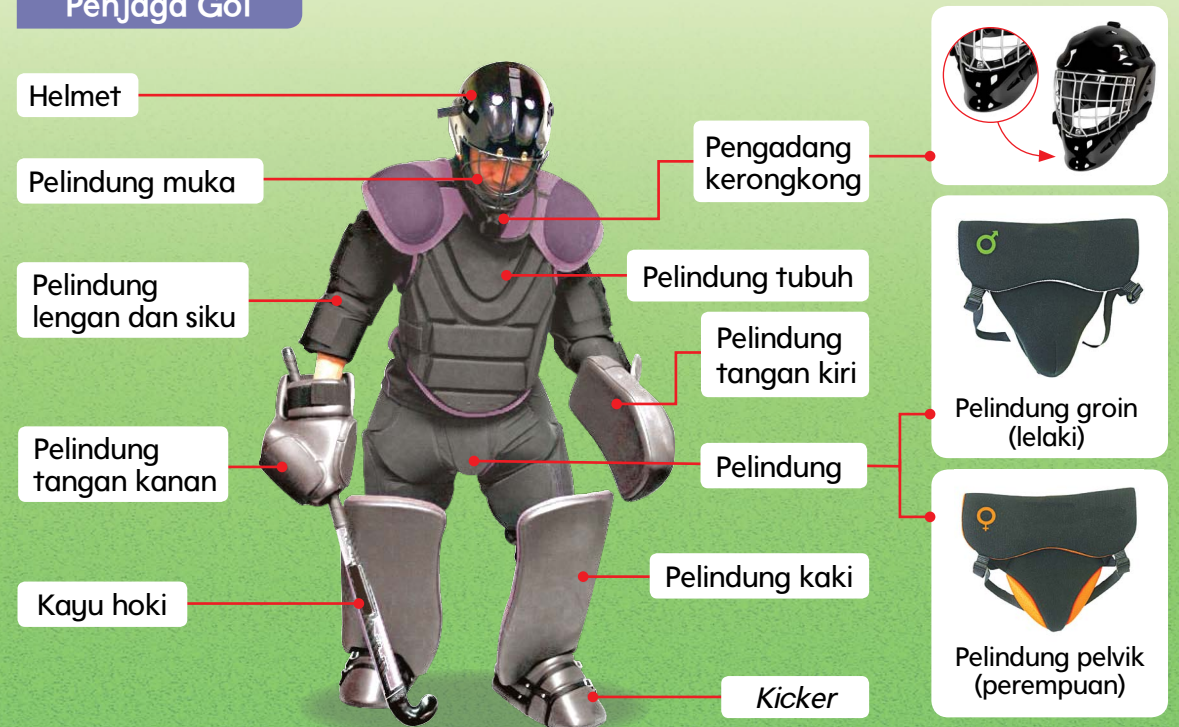 Penjaga Gol
Helmet
Pelindung muka
Pelindung
lengan dan siku
Pelindung
tangan kanan
Kayu hoki
Pengadang
kerongkong
Pelindung tubuh
Pelindung
tangan kiri
Pelindung
Pelindung kaki
Kicker
Pelindung groin
(lelaki)
Pelindung pelvik
(perempuan)